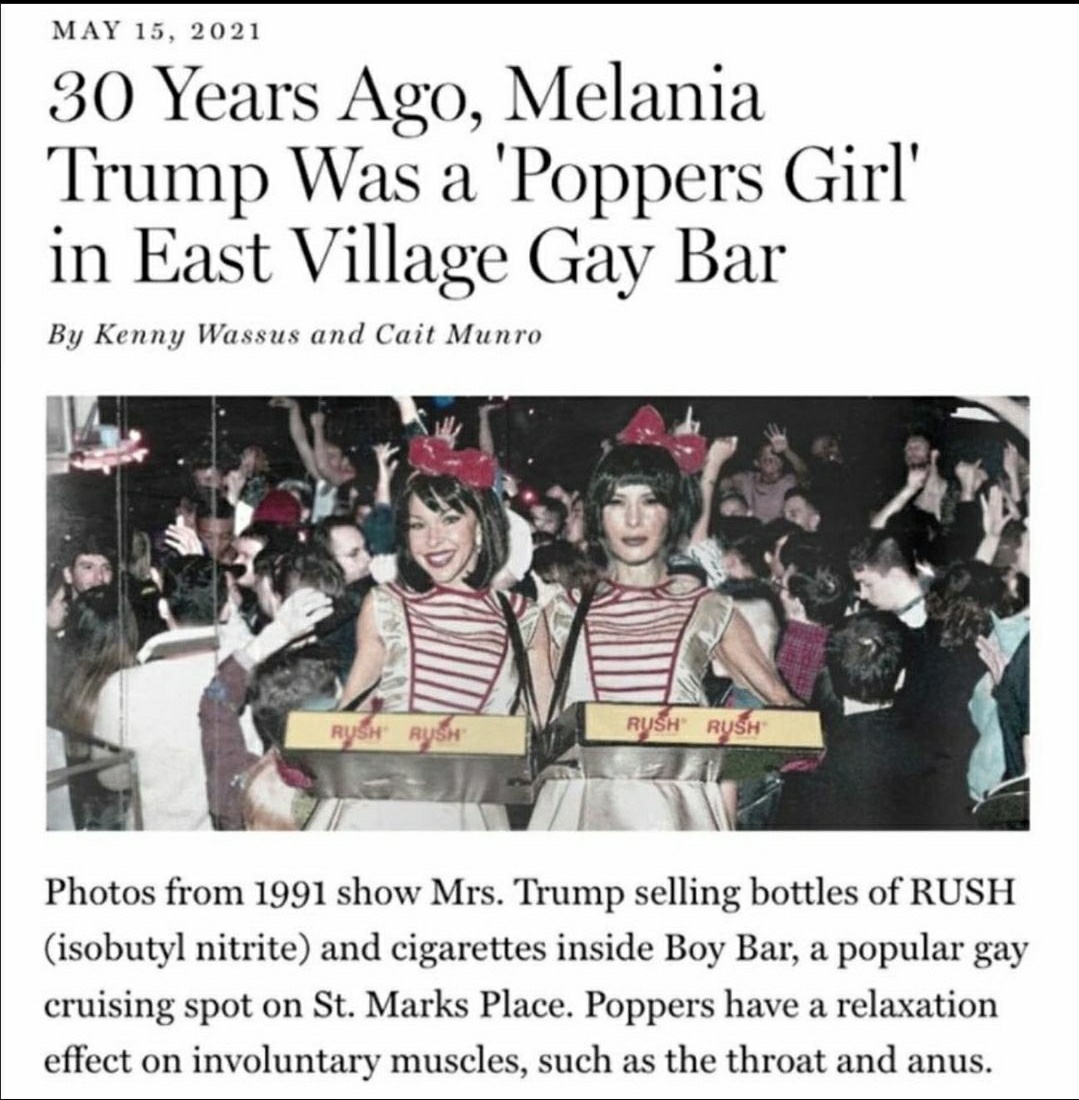 MAY 15, 2021
30 Years Ago, Melania
Trump Was a 'Poppers Girl'
in East Village Gay Bar
By Kenny Wassus and Cait Munro
RUSH® RUSH® RUSH® RUSH®
Photos from 1991 show Mrs. Trump selling bottles of RUSH
(isobutyl nitrite) and cigarettes inside Boy Bar, a popular gay
cruising spot on St. Marks Place. Poppers have a relaxation
effect on involuntary muscles, such as the throat and anus.